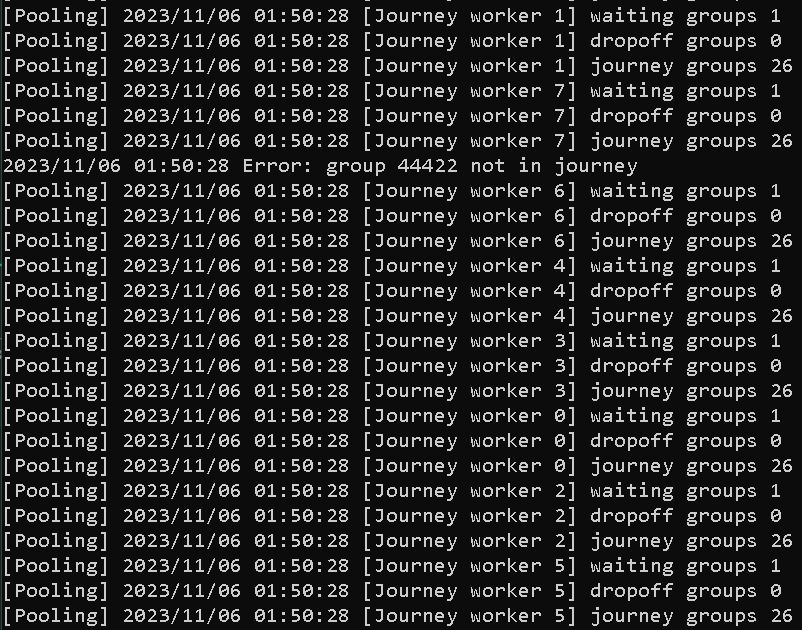 [Pooling] 2023/11/06 01:50:28 [Journey worker 1] waiting groups 1
[Pooling] 2023/11/06 01:50:28 [Journey worker 1] dropoff groups 0
[Pooling] 2023/11/06 01:50:28 [Journey worker 1] journey groups 26
[Pooling] 2023/11/06 01:50:28 [Journey worker 7] waiting groups 1
[Pooling] 2023/11/06 01:50:28 [Journey worker 7] dropoff groups 0
[Pooling] 2023/11/06 01:50:28 [Journey worker 7] journey groups 26
2023/11/06 01:50:28 Error: group 44422 not in journey
[Pooling] 2023/11/06 01:50:28 [Journey worker 6] waiting groups 1
[Pooling] 2023/11/06 01:50:28 [Journey worker 6] dropoff groups 0
[Pooling] 2023/11/06 01:50:28 [Journey worker 6] journey groups 26
[Pooling] 2023/11/06 01:50:28 [Journey worker 4] waiting groups 1
[Pooling] 2023/11/06 01:50:28 [Journey worker 4] dropoff groups 0
[Pooling] 2023/11/06 01:50:28 [Journey worker 4] journey groups 26
[Pooling] 2023/11/06 01:50:28 [Journey worker 3] waiting groups 1
[Pooling] 2023/11/06 01:50:28 [Journey worker 3] dropoff groups 0
[Pooling] 2023/11/06 01:50:28 [Journey worker 3] journey groups 26
[Pooling] 2023/11/06 01:50:28 [Journey worker 0] waiting groups 1
[Pooling] 2023/11/06 01:50:28 [Journey worker 0] dropoff groups 0
[Pooling] 2023/11/06 01:50:28 [Journey worker 0] journey groups 26
[Pooling] 2023/11/06 01:50:28 [Journey worker 2] waiting groups 1
[Pooling] 2023/11/06 01:50:28 [Journey worker 2] dropoff groups 0
[Pooling] 2023/11/06 01:50:28 [Journey worker 2] journey groups 26
[Pooling] 2023/11/06 01:50:28 [Journey worker 5] waiting groups 1
[Pooling] 2023/11/06 01:50:28 [Journey worker 5] dropoff groups 0
[Pooling] 2023/11/06 01:50:28 [Journey worker 5] journey groups 26